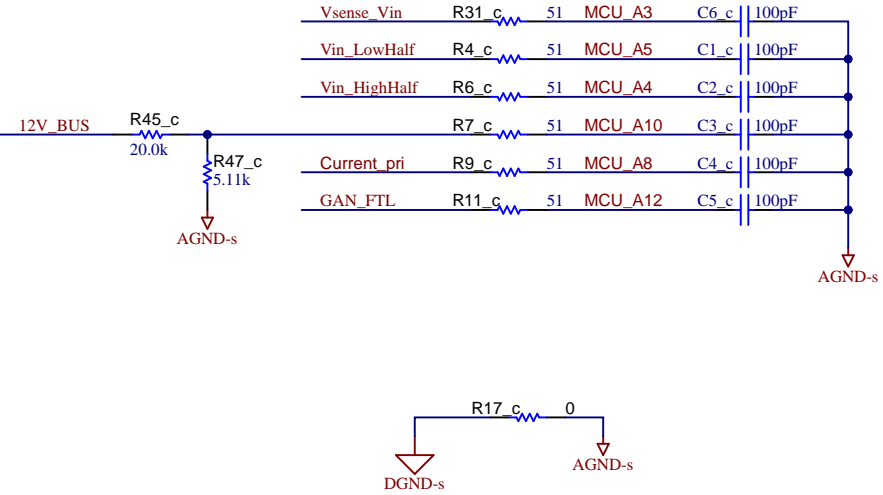 Vsense_Vin R31_c 51 MCU_A3 C6_c 100pF
Vin_LowHalf R4_c 51 MCU_A5 C1_c 100pF
Vin_HighHalf R6_c 51 MCU_A4 C2_c 100pF
12V_BUS R45_c R7_c 51 MCU_A10 C3_c 100pF
20.0k
R47_c
Current_pri R9_c 51 MCU_A8 C4_c 100pF
5.11k
GAN_FTL R11_c 51 MCU_A12 C5_c 100pF
AGND-s
AGND-s
R17_c 0
AGND-s
DGND-s